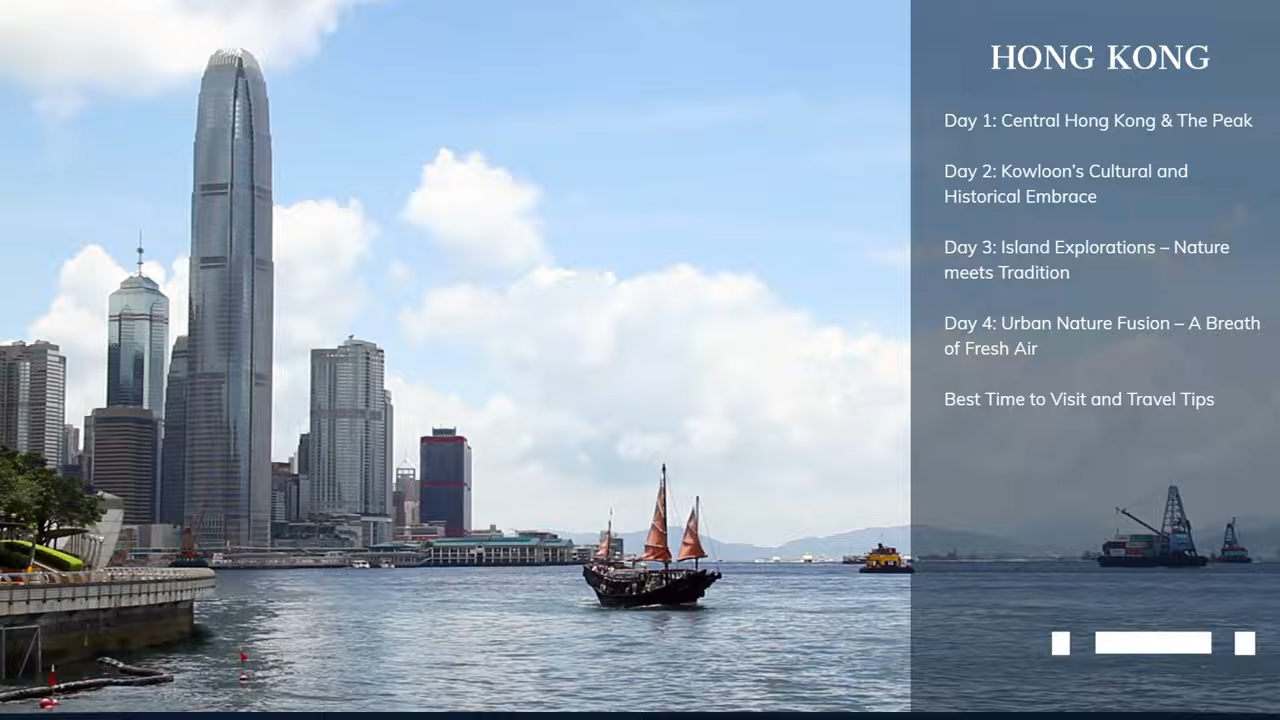 HONG KONG
Day 1: Central Hong Kong & The Peak
Day 2: Kowloon's Cultural and
Historical Embrace
Day 3: Island Explorations – Nature
meets Tradition
Day 4: Urban Nature Fusion – A Breath
of Fresh Air
Best Time to Visit and Travel Tips